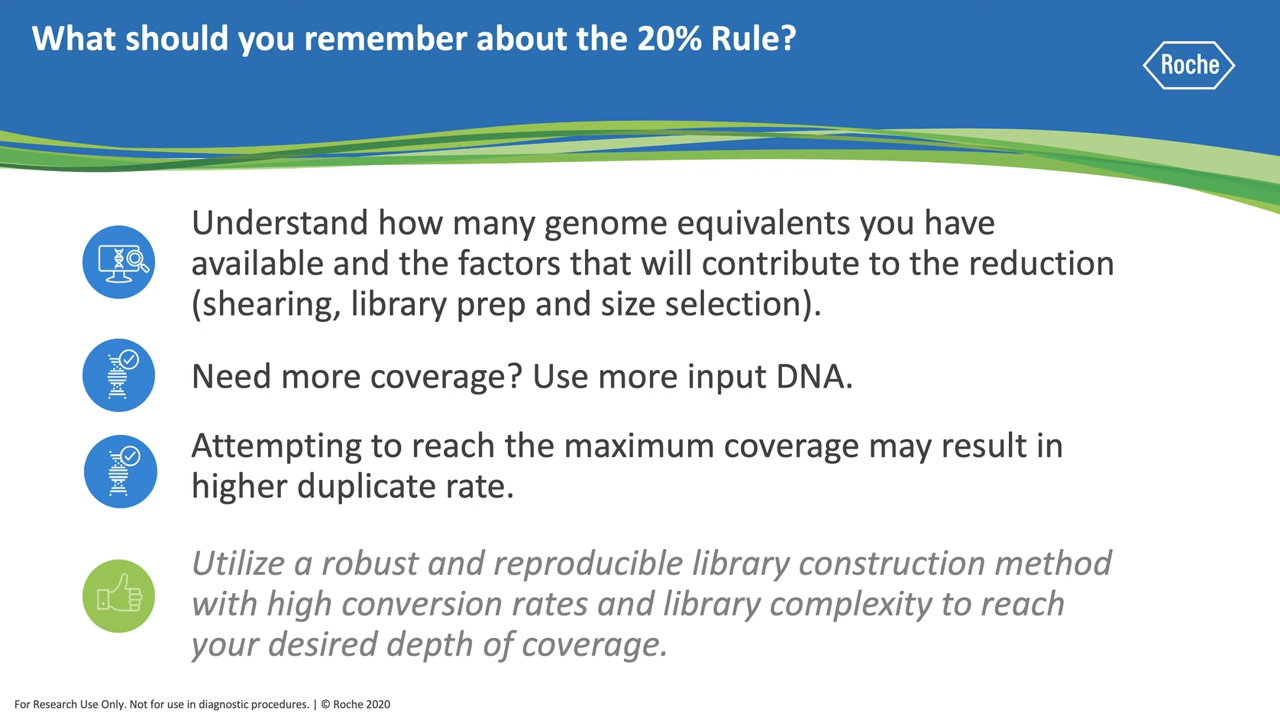 What should you remember about the 20% Rule?
Roche
Understand how many genome equivalents you have
available and the factors that will contribute to the reduction
(shearing, library prep and size selection).
Need more coverage? Use more input DNA.
Attempting to reach the maximum coverage may result in
higher duplicate rate.
Utilize a robust and reproducible library construction method
with high conversion rates and library complexity to reach
your desired depth of coverage.
For Research Use Only. Not for use in diagnostic procedures. | © Roche 2020